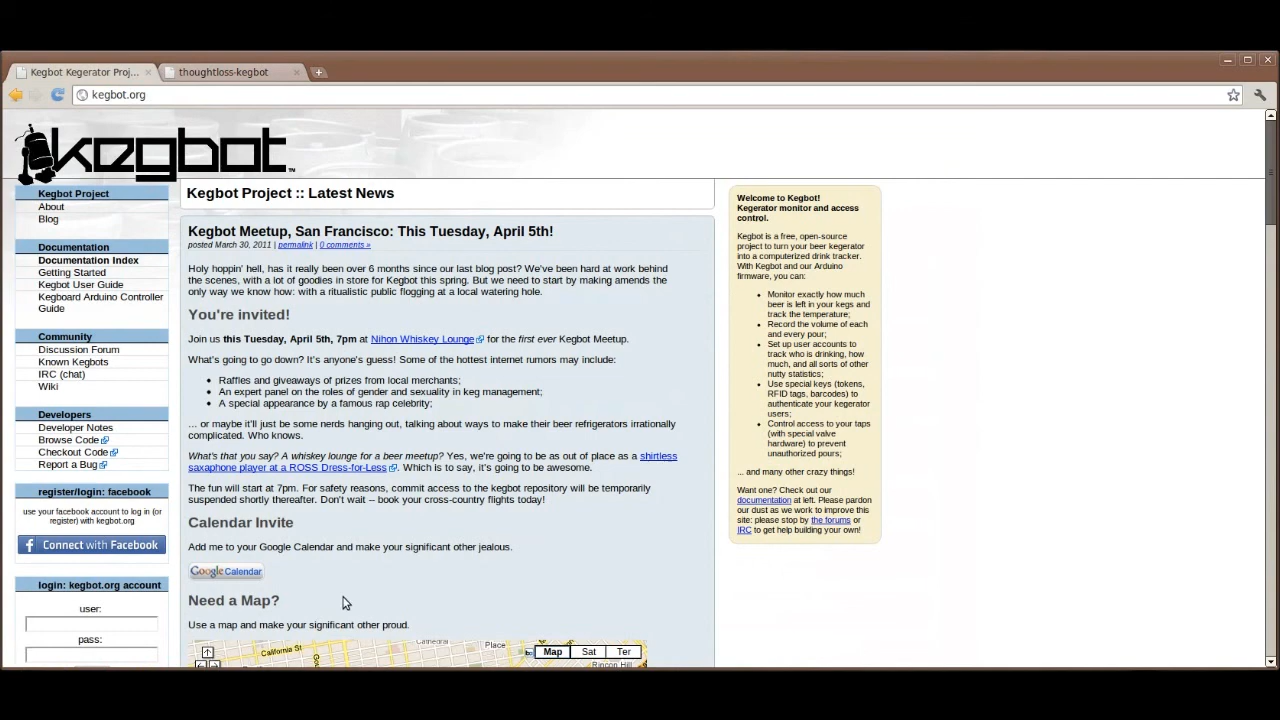 Kegbot Kegerator Proj...
thoughtloss-kegbot
kegbot.org
kegbot™
Kegbot Project
About
Blog
Documentation
Documentation Index
Getting Started
Kegbot User Guide
Kegboard Arduino Controller
Guide
Community
Discussion Forum
Known Kegbots
IRC (chat)
Wiki
Developers
Developer Notes
Browse Code
Checkout Code
Report a Bug
register/login: facebook
use your facebook account to log in (or
register) with kegbot.org
f Connect with Facebook
login: kegbot.org account
user:
pass:
Kegbot Project :: Latest News
Kegbot Meetup, San Francisco: This Tuesday, April 5th!
posted March 30, 2011 | permalink | 0 comments »
Holy hoppin' hell, has it really been over 6 months since our last blog post? We've been hard at work behind
the scenes, with a lot of goodies in store for Kegbot this spring. But we need to start by making amends the
only way we know how: with a ritualistic public flogging at a local watering hole.
You're invited!
Join us this Tuesday, April 5th, 7pm at Nihon Whiskey Lounge for the first ever Kegbot Meetup.
What's going to go down? It's anyone's guess! Some of the hottest internet rumors may include:
• Raffles and giveaways of prizes from local merchants;
• An expert panel on the roles of gender and sexuality in keg management;
• A special appearance by a famous rap celebrity;
... or maybe it'll just be some nerds hanging out, talking about ways to make their beer refrigerators irrationally
complicated. Who knows.
What's that you say? A whiskey lounge for a beer meetup? Yes, we're going to be as out of place as a shirtless
saxaphone player at a ROSS Dress-for-Less. Which is to say, it's going to be awesome.
The fun will start at 7pm. For safety reasons, commit access to the kegbot repository will be temporarily
suspended shortly thereafter. Don't wait -- book your cross-country flights today!
Calendar Invite
Add me to your Google Calendar and make your significant other jealous.
Google Calendar
Need a Map?
Use a map and make your significant other proud.
California St
Cathedral
Place
Map
Sat
Ter
Rincon Hill
Welcome to Kegbot!
Kegerator monitor and access
control.
Kegbot is a free, open-source
project to turn your beer kegerator
into a computerized drink tracker.
With Kegbot and our Arduino
firmware, you can:
• Monitor exactly how much
beer is left in your kegs and
track the temperature;
• Record the volume of each
and every pour;
• Set up user accounts to
track who is drinking, how
much, and all sorts of other
nutty statistics;
• Use special keys (tokens,
RFID tags, barcodes) to
authenticate your kegerator
users;
• Control access to your taps
(with special valve
hardware) to prevent
unauthorized pours;
... and many other crazy things!
Want one? Check out our
documentation at left. Please pardon
our dust as we work to improve this
site: please stop by the forums or
IRC to get help building your own!